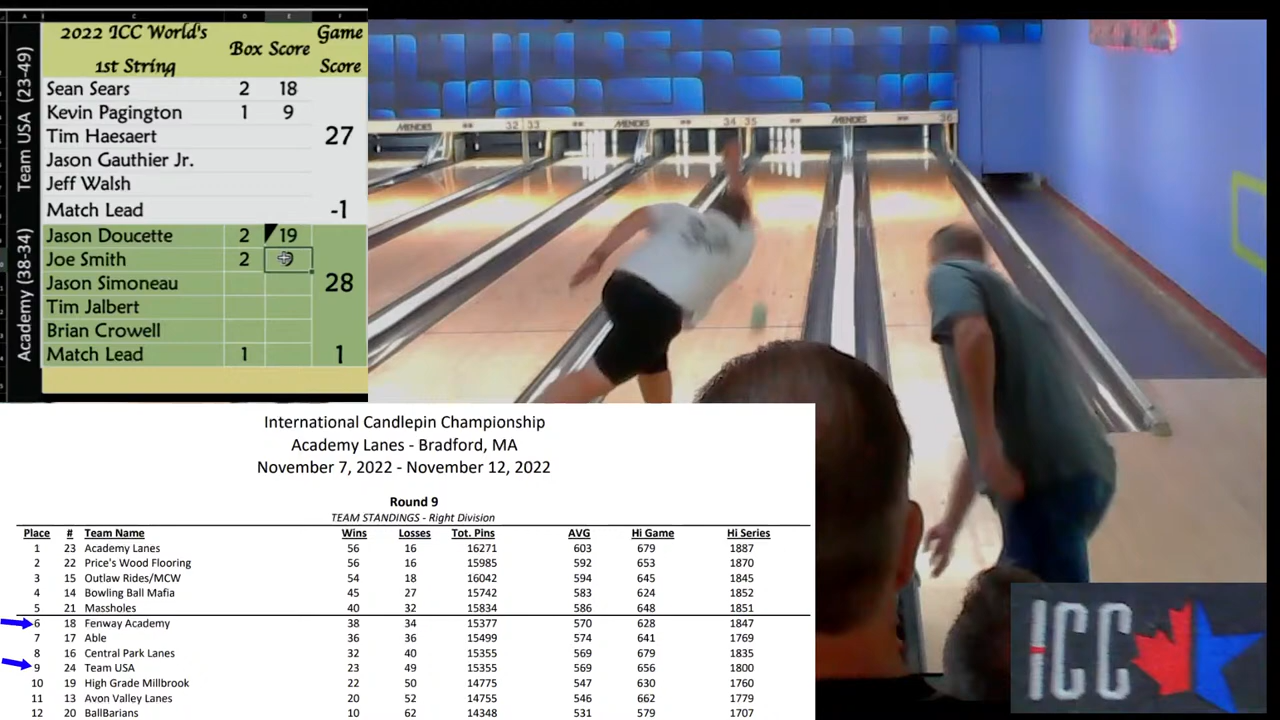 A C D E F
2022 ICC World's Box Score Game
1st String Score
Team USA (23-49)
Sean Sears 2 18
Kevin Pagington 1 9
Tim Haesaert 27
Jason Gauthier Jr.
Jeff Walsh
Match Lead -1
Academy (38-34)
Jason Doucette 2 19
Joe Smith 2
Jason Simoneau 28
Tim Jalbert
Brian Crowell
Match Lead 1 1
MENDES 32 33 MENDES 34 35 MENDES 36
International Candlepin Championship
Academy Lanes - Bradford, MA
November 7, 2022 - November 12, 2022
Round 9
TEAM STANDINGS - Right Division
Place # Team Name Wins Losses Tot. Pins AVG Hi Game Hi Series
1 23 Academy Lanes 56 16 16271 603 679 1887
2 22 Price's Wood Flooring 56 16 15985 592 653 1870
3 15 Outlaw Rides/MCW 54 18 16042 594 645 1845
4 14 Bowling Ball Mafia 45 27 15742 583 624 1852
5 21 Massholes 40 32 15834 586 648 1851
6 18 Fenway Academy 38 34 15377 570 628 1847
7 17 Able 36 36 15499 574 641 1769
8 16 Central Park Lanes 32 40 15355 569 679 1835
9 24 Team USA 23 49 15355 569 656 1800
10 19 High Grade Millbrook 22 50 14775 547 630 1760
11 13 Avon Valley Lanes 20 52 14755 546 662 1779
12 20 BallBarians 10 62 14348 531 579 1707
ICC